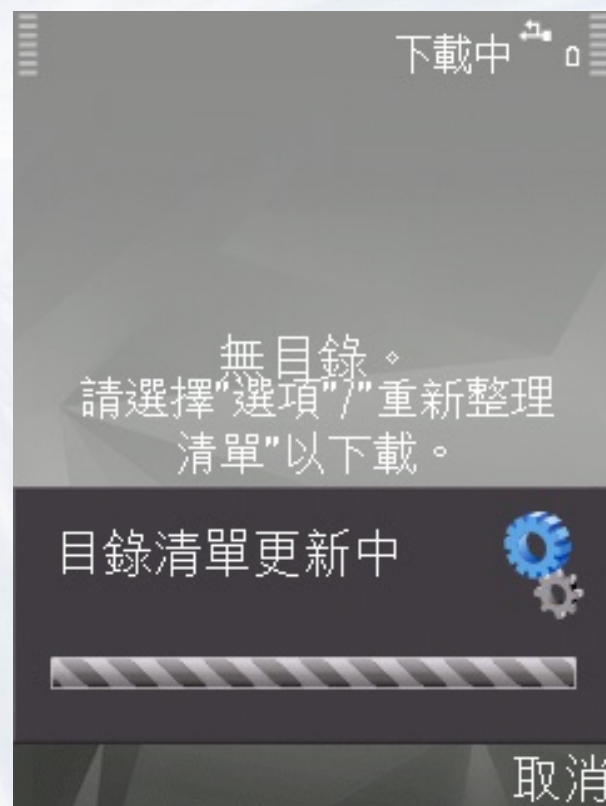 下載中
無目錄。
請選擇"選項"/"重新整理
清單"以下載。
目錄清單更新中
取消